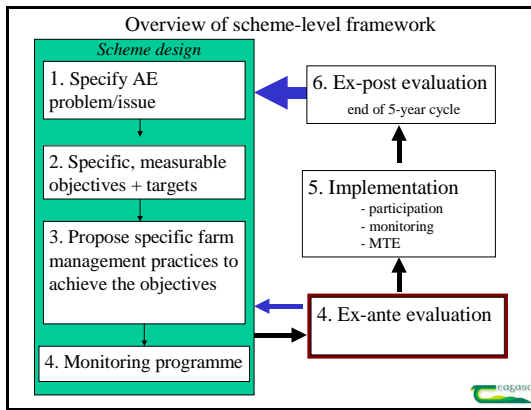 Overview of scheme-level framework
Scheme design
1. Specify AE
problem/issue
2. Specific, measurable
objectives + targets
3. Propose specific farm
management practices to
achieve the objectives
4. Monitoring programme
6. Ex-post evaluation
end of 5-year cycle
5. Implementation
- participation
- monitoring
- MTE
4. Ex-ante evaluation
Teagasc